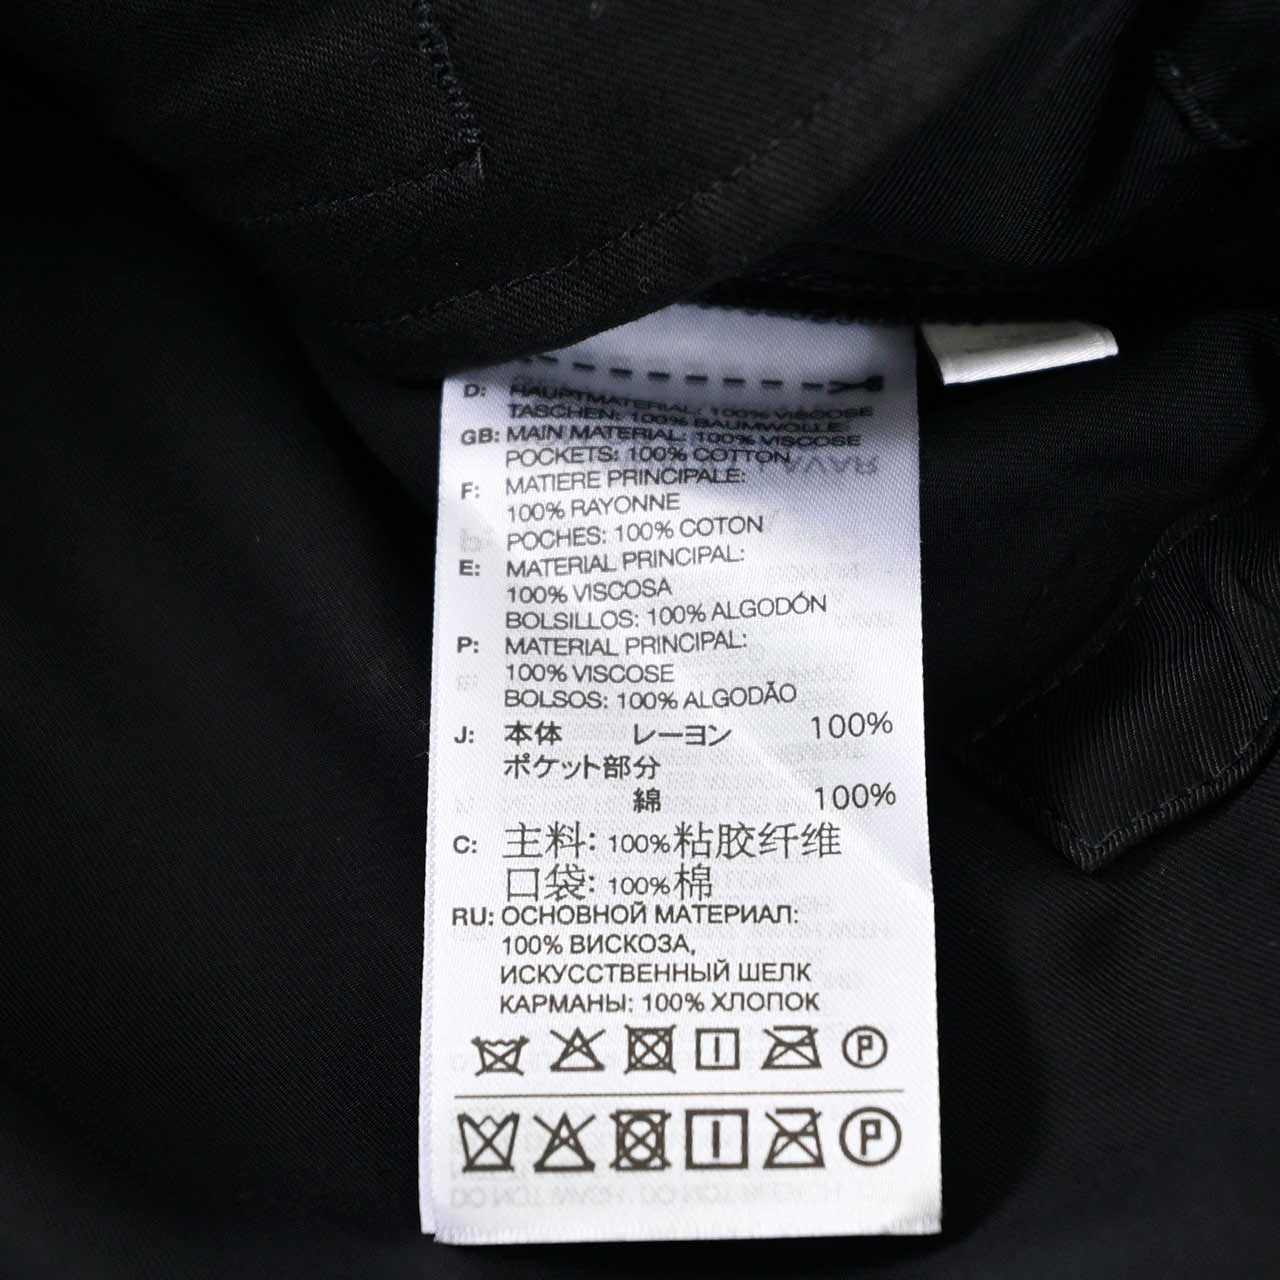 D: HAUPTMATERIAL: 100% VISCOSE
TASCHEN: 100% BAUMWOLLE
GB: MAIN MATERIAL: 100% VISCOSE
POCKETS: 100% COTTON
F: MATIERE PRINCIPALE:
100% RAYONNE
POCHES: 100% COTON
E: MATERIAL PRINCIPAL:
100% VISCOSA
BOLSILLOS: 100% ALGODÓN
P: MATERIAL PRINCIPAL:
100% VISCOSE
BOLSOS: 100% ALGODÃO
J: 本体 レーヨン 100%
ポケット部分
綿 100%
C: 主料: 100%粘胶纤维
口袋: 100%棉
RU: ОСНОВНОЙ МАТЕРИАЛ:
100% ВИСКОЗА,
ИСКУССТВЕННЫЙ ШЕЛК
КАРМАНЫ: 100% ХЛОПОК
P
P